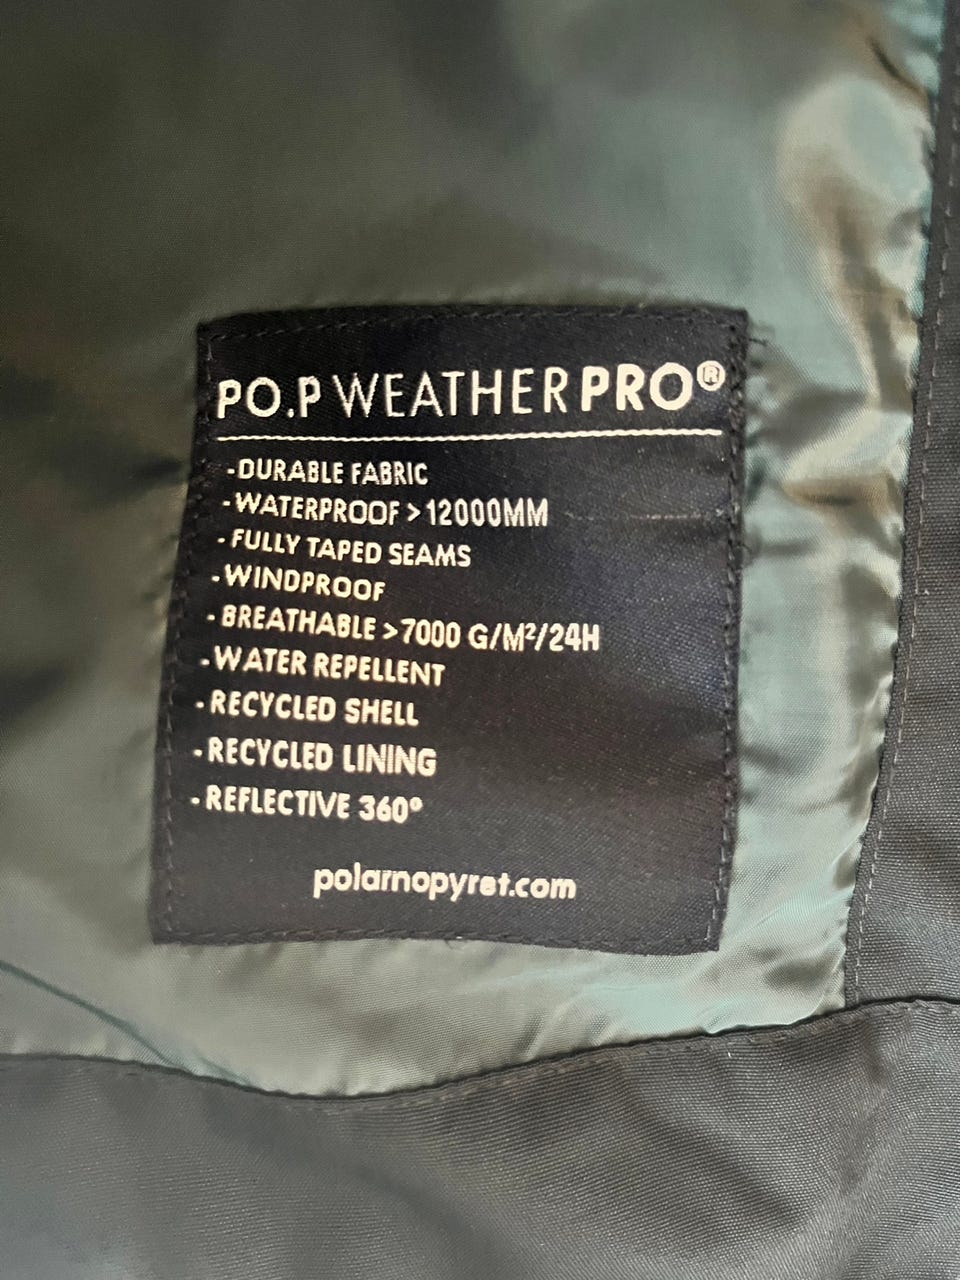 PO.P WEATHERPRO®
-DURABLE FABRIC
-WATERPROOF >12000MM
-FULLY TAPED SEAMS
-WINDPROOF
-BREATHABLE >7000 G/M²/24H
-WATER REPELLENT
-RECYCLED SHELL
-RECYCLED LINING
-REFLECTIVE 360°
polarnopyret.com